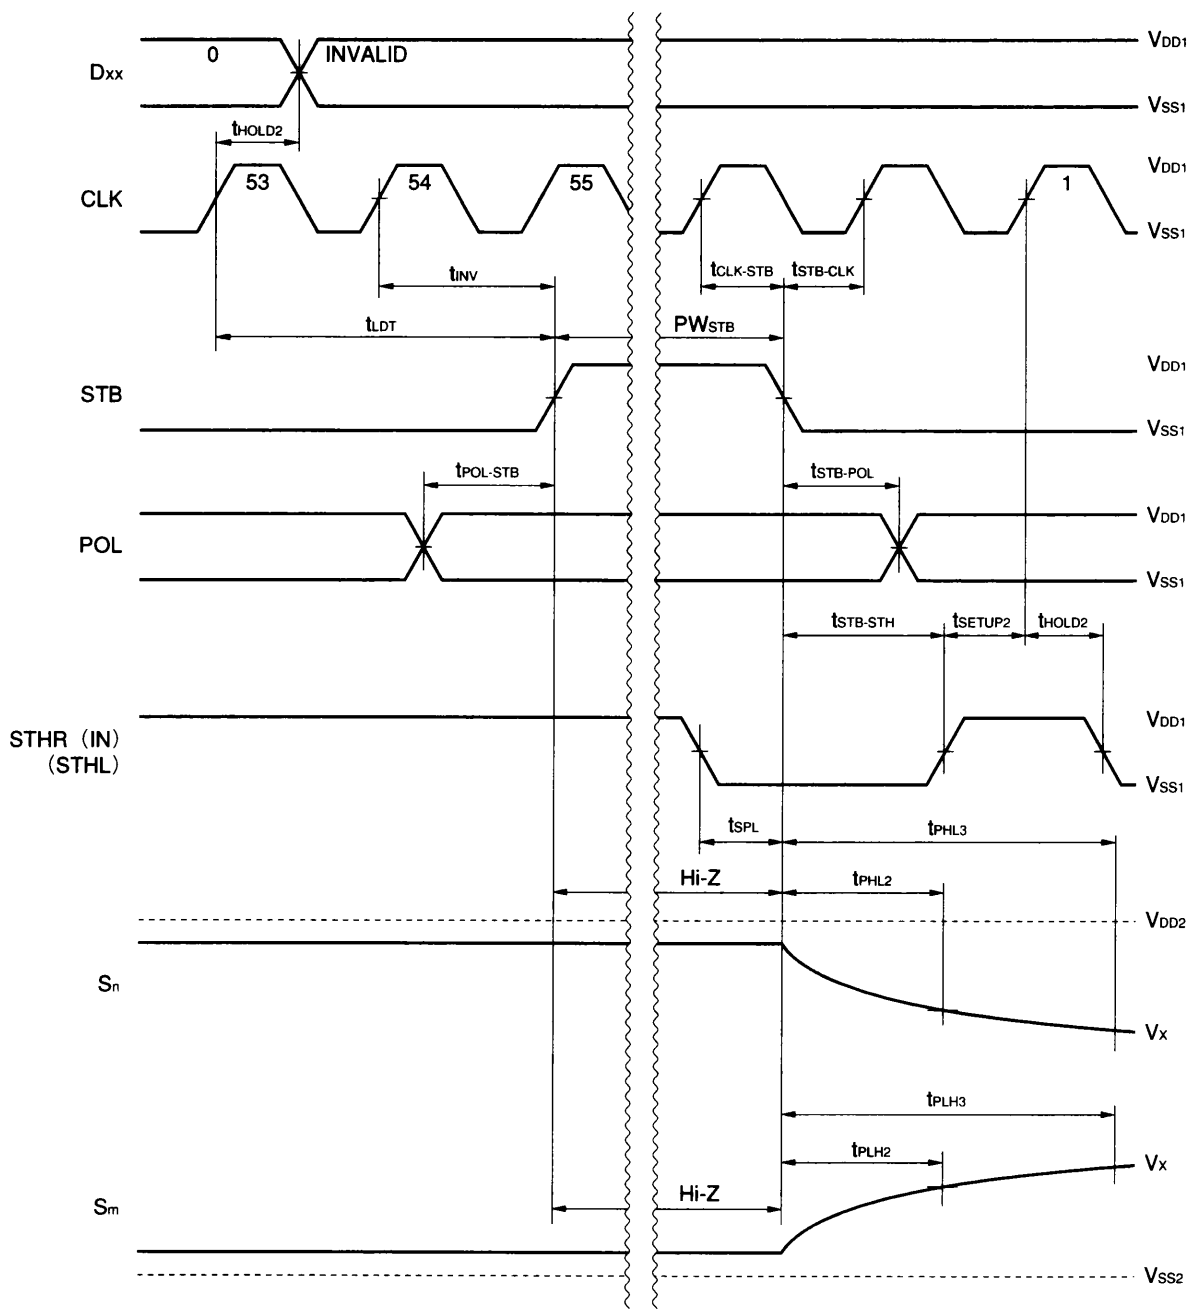 0 INVALID VDD1
Dxx
VSS1
tHOLD2
53 54 55 1 VDD1
CLK
VSS1
tINV tCLK-STB tSTB-CLK
tLDT PWSTB
VDD1
STB
VSS1
tPOL-STB tSTB-POL
VDD1
POL
VSS1
tSTB-STH tSETUP2 tHOLD2
VDD1
STHR (IN)
(STHL)
VSS1
tSPL tPHL3
Hi-Z tPHL2
VDD2
Sn
VX
tPLH3
tPLH2 VX
Hi-Z
Sm
VSS2